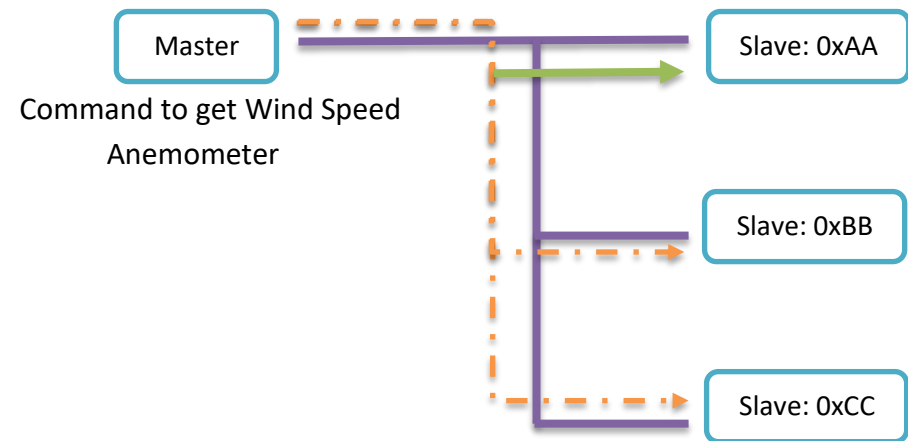 Master
Slave: 0xAA
Command to get Wind Speed
Anemometer
Slave: 0xBB
Slave: 0xCC